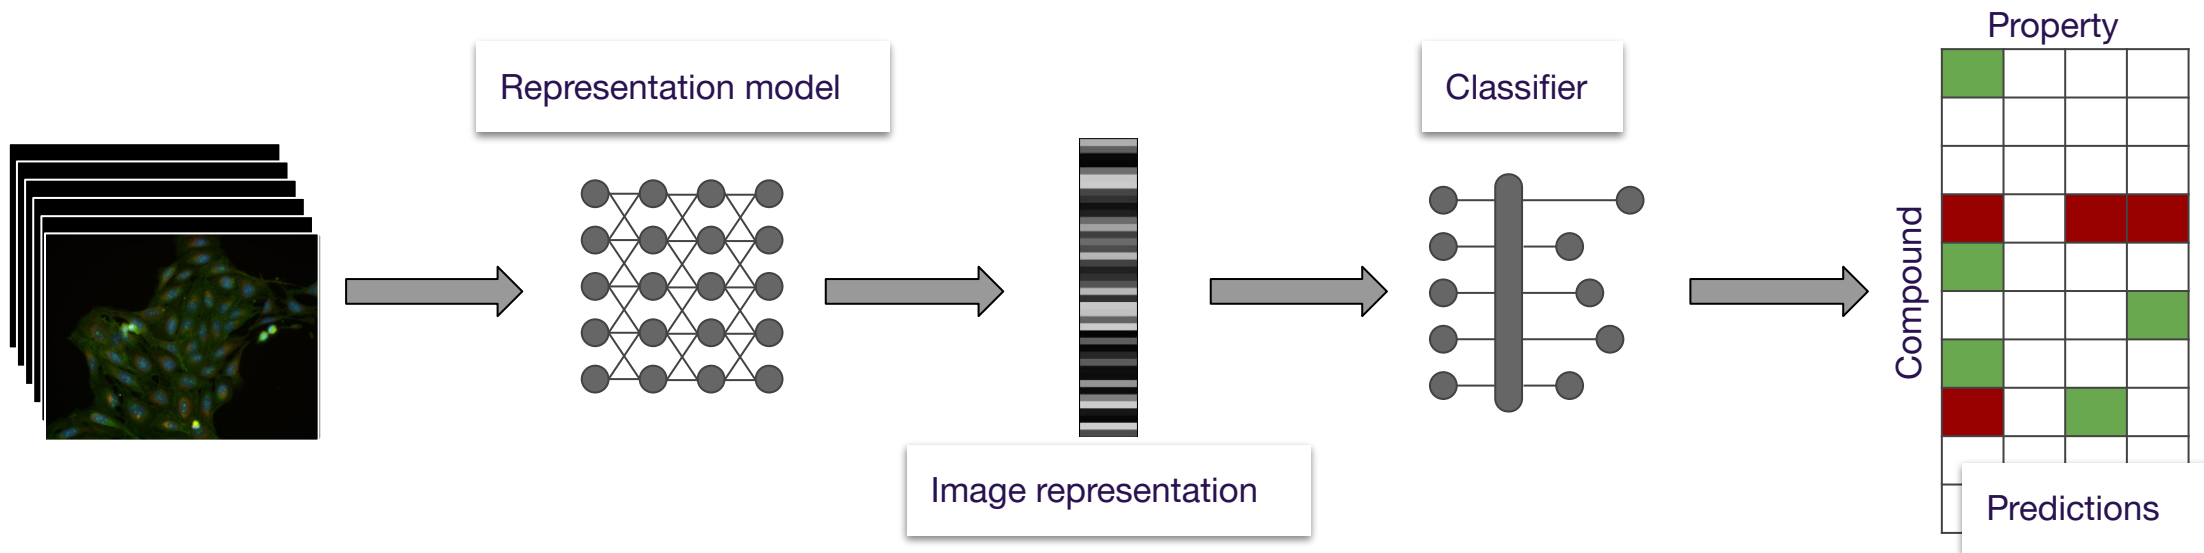 Representation model
Image representation
Classifier
Property
Compound
Predictions